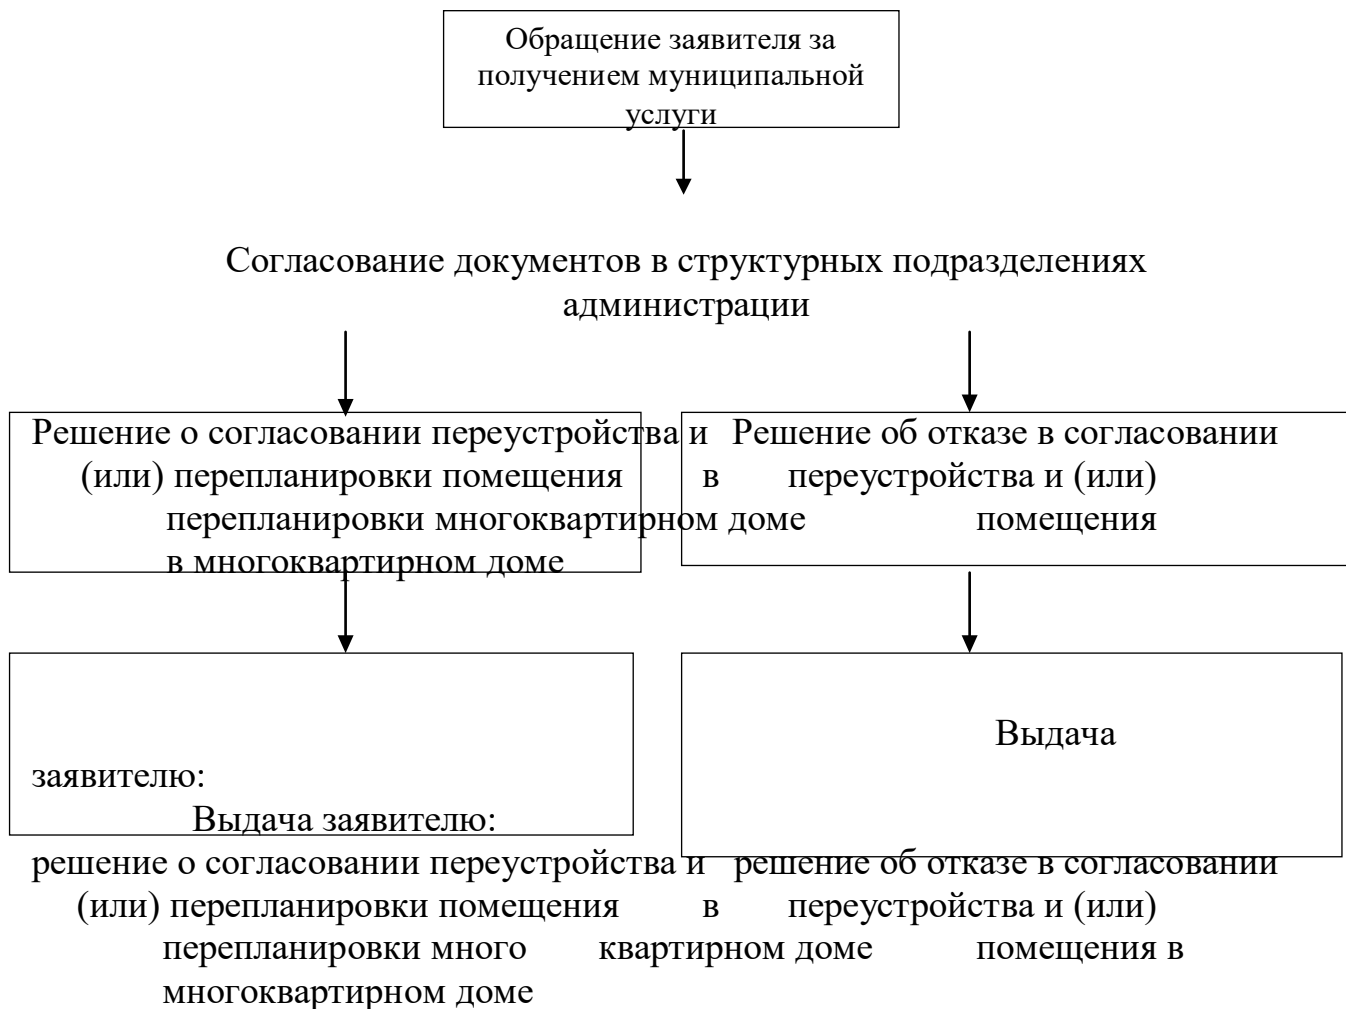 Обращение заявителя за
получением муниципальной
услуги
Согласование документов в структурных подразделениях
администрации
Решение о согласовании переустройства и Решение об отказе в согласовании
(или) перепланировки помещения в переустройства и (или)
перепланировки многоквартирном доме помещения
в многоквартирном доме
Выдача
заявителю:
Выдача заявителю:
решение о согласовании переустройства и решение об отказе в согласовании
(или) перепланировки помещения в переустройства и (или)
перепланировки много квартирном доме помещения в
многоквартирном доме